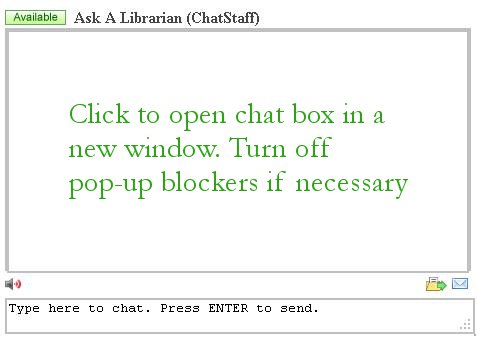 Available Ask A Librarian (ChatStaff)
Click to open chat box in a
new window. Turn off
pop-up blockers if necessary
Type here to chat. Press ENTER to send.